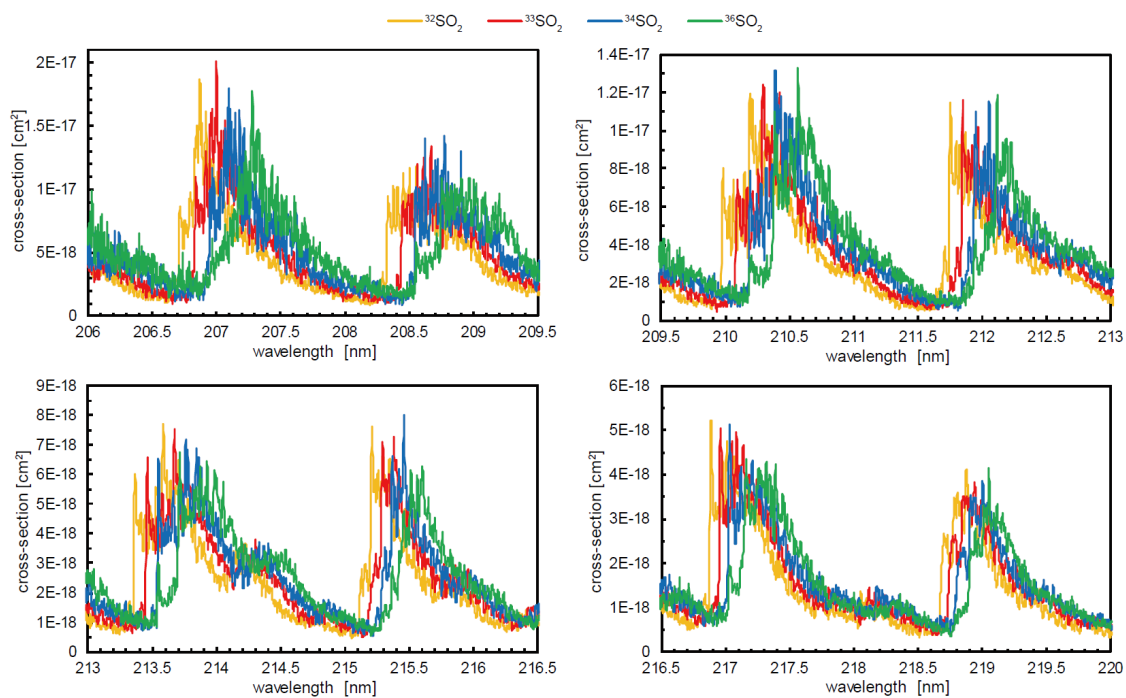 ³²SO₂ ³³SO₂ ³⁴SO₂ ³⁶SO₂
2E-17
1.5E-17
1E-17
5E-18
0
cross-section [cm²]
206 206.5 207 207.5 208 208.5 209 209.5
wavelength [nm]
1.4E-17
1.2E-17
1E-17
8E-18
6E-18
4E-18
2E-18
0
cross-section [cm²]
209.5 210 210.5 211 211.5 212 212.5 213
wavelength [nm]
9E-18
8E-18
7E-18
6E-18
5E-18
4E-18
3E-18
2E-18
1E-18
0
cross-section [cm²]
213 213.5 214 214.5 215 215.5 216 216.5
wavelength [nm]
6E-18
5E-18
4E-18
3E-18
2E-18
1E-18
0
cross-section [cm²]
216.5 217 217.5 218 218.5 219 219.5 220
wavelength [nm]